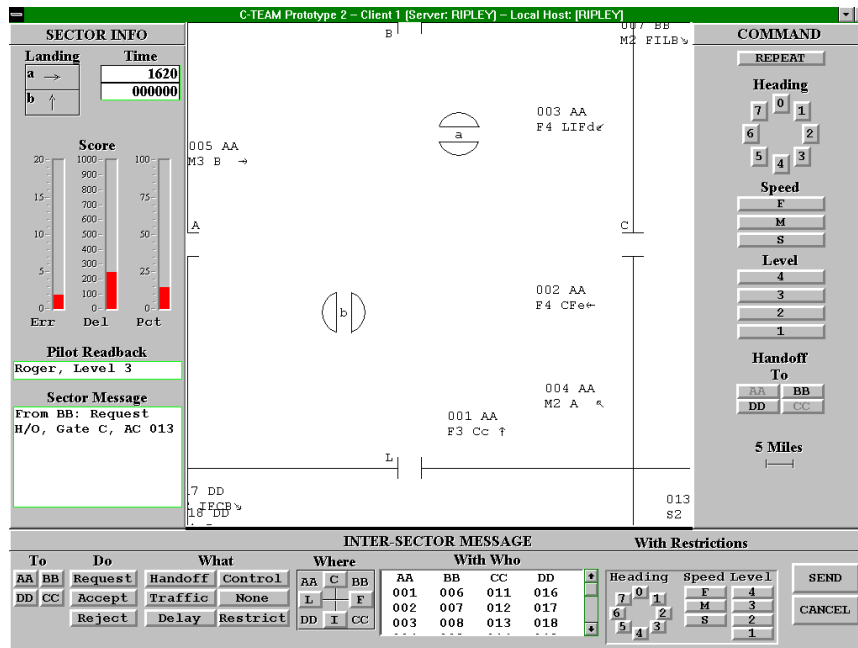 C-TEAM Prototype 2 – Client 1 [Server: RIPLEY] – Local Host: [RIPLEY]
SECTOR INFO
Landing
Time
a →
b ↑
1620
000000
Score
20
15
10
5
0
Err
1000
900
800
700
600
500
400
300
200
100
0
Del
100
75
50
25
0
Pct
Pilot Readback
Roger, Level 3
Sector Message
From BB: Request
H/O, Gate C, AC 013
B
M2 FILB↘
003 AA
F4 LIFd↙
a
005 AA
M3 B →
A
C
002 AA
F4 CFe←
b
004 AA
M2 A ↖
001 AA
F3 Cc ↑
L
17 DD
IFCB↘
18 DD
013
S2
COMMAND
REPEAT
Heading
7 0 1
6 2
5 4 3
Speed
F
M
S
Level
4
3
2
1
Handoff
To
AA BB
DD CC
5 Miles
INTER-SECTOR MESSAGE
To
AA BB
DD CC
Do
Request
Accept
Reject
What
Handoff Control
Traffic None
Delay Restrict
Where
AA C BB
L F
DD I CC
With Who
AA BB CC DD
001 006 011 016
002 007 012 017
003 008 013 018
With Restrictions
Heading
7 0 1
6 2
5 4 3
Speed
F
M
S
Level
4
3
2
1
SEND
CANCEL